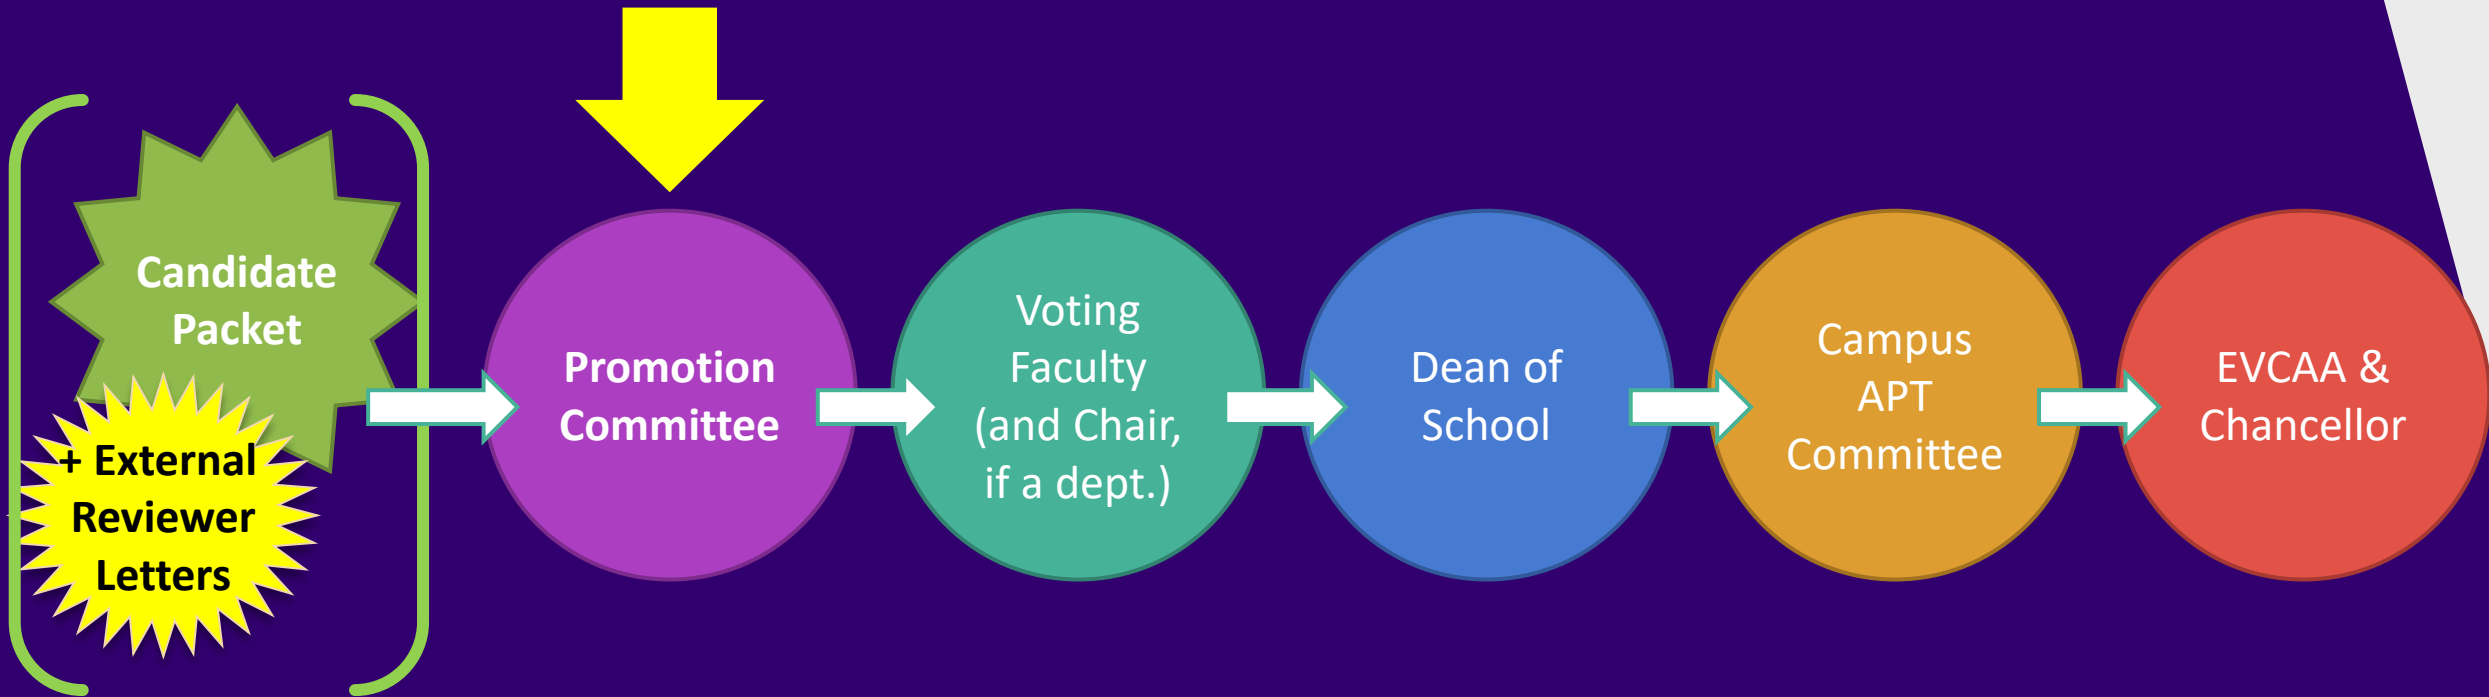 Candidate
Packet
+ External
Reviewer
Letters
Promotion
Committee
Voting
Faculty
(and Chair,
if a dept.)
Dean of
School
Campus
APT
Committee
EVCAA &
Chancellor